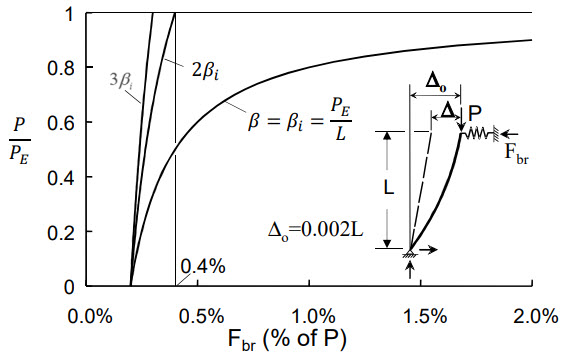 1
0.8
0.6
0.4
0.2
0
P
P_E
3β_i
2β_i
β = β_i = P_E / L
Δ_o
Δ
P
F_br
L
Δ_o=0.002L
0.4%
0.0%
0.5%
1.0%
1.5%
2.0%
F_br (% of P)